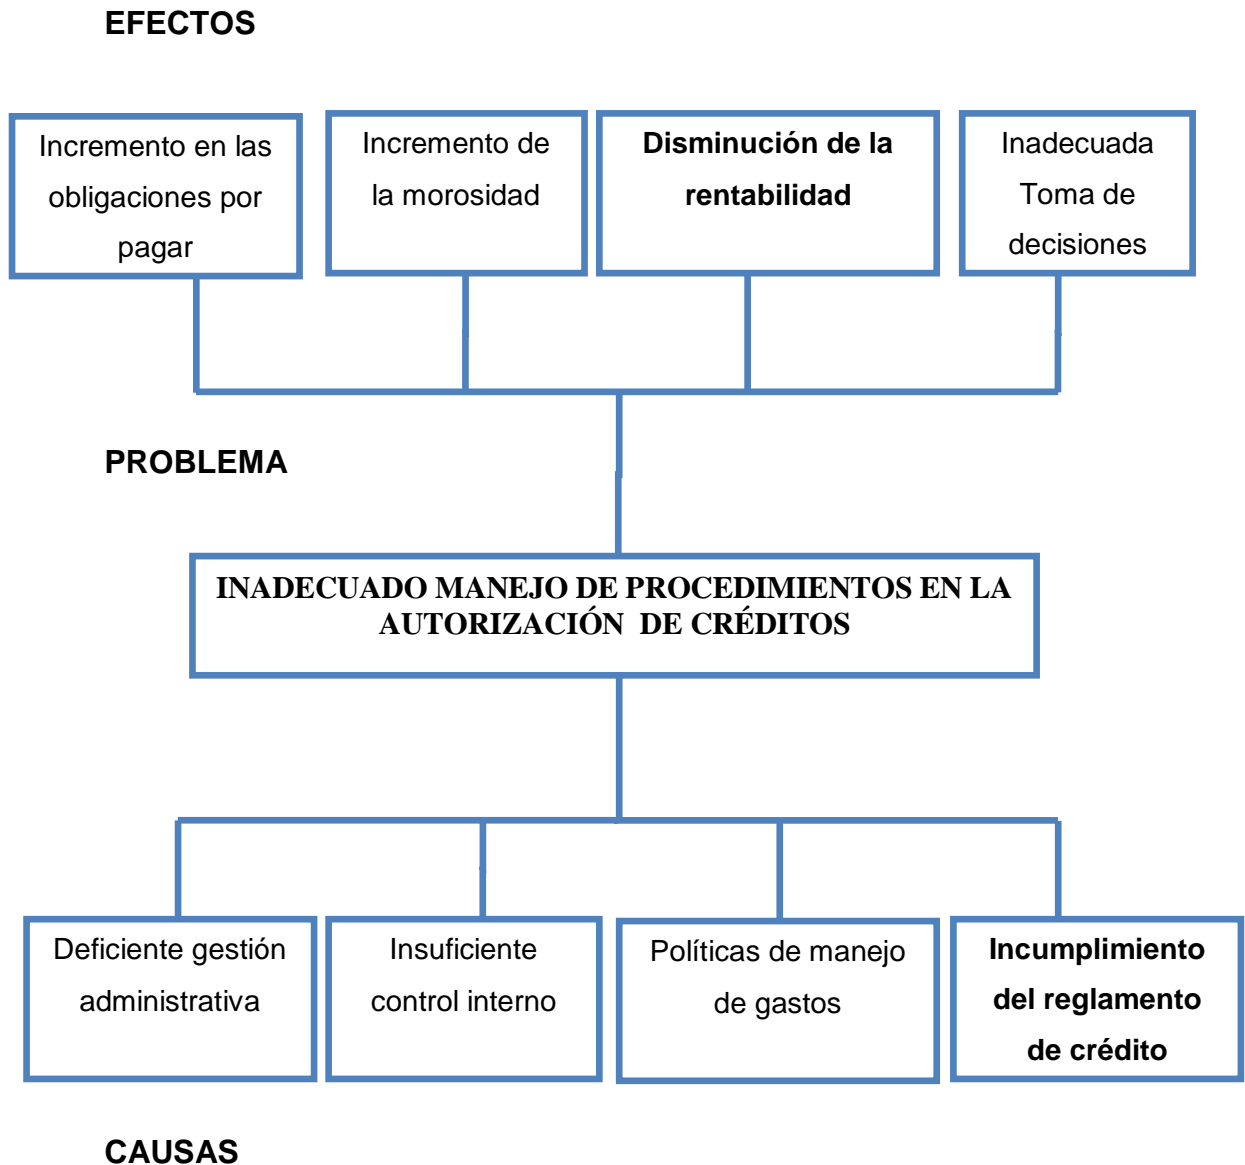 EFECTOS
Incremento en las
obligaciones por
pagar
Incremento de
la morosidad
Disminución de la
rentabilidad
Inadecuada
Toma de
decisiones
PROBLEMA
INADECUADO MANEJO DE PROCEDIMIENTOS EN LA
AUTORIZACIÓN DE CRÉDITOS
Deficiente gestión
administrativa
Insuficiente
control interno
Políticas de manejo
de gastos
Incumplimiento
del reglamento
de crédito
CAUSAS